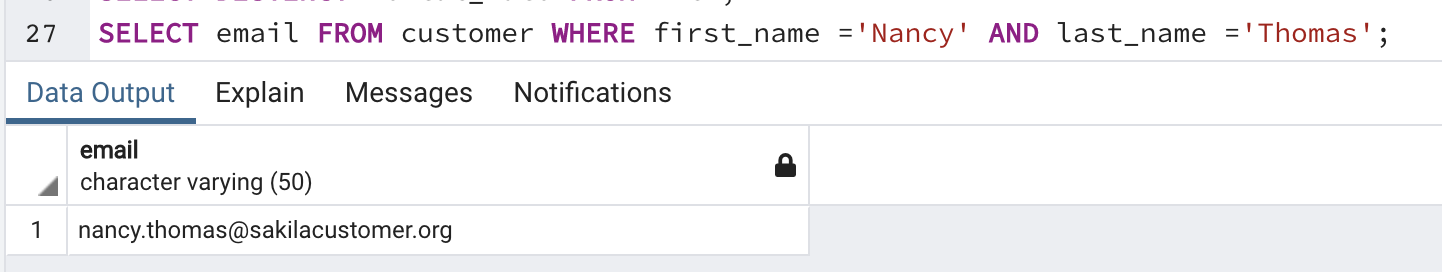 27 SELECT email FROM customer WHERE first_name ='Nancy' AND last_name ='Thomas';
Data Output Explain Messages Notifications
email
character varying (50)
1 nancy.thomas@sakilacustomer.org